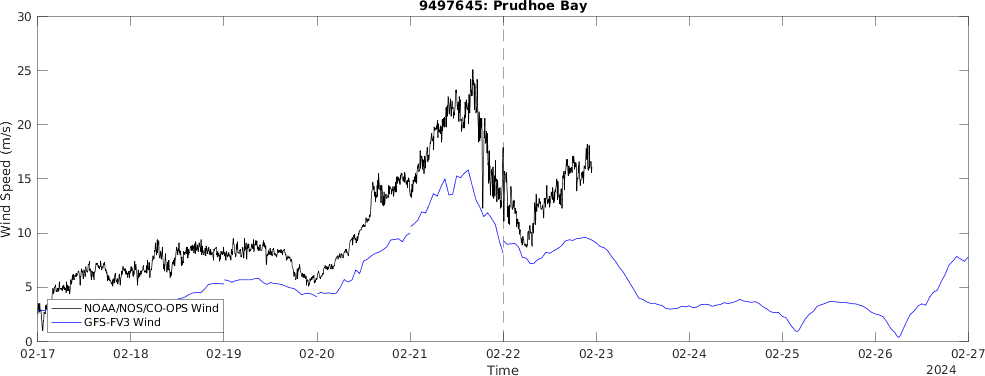 9497645: Prudhoe Bay
Wind Speed (m/s)
30
25
20
15
10
5
0
NOAA/NOS/CO-OPS Wind
GFS-FV3 Wind
02-17 02-18 02-19 02-20 02-21 02-22 02-23 02-24 02-25 02-26 02-27
Time
2024